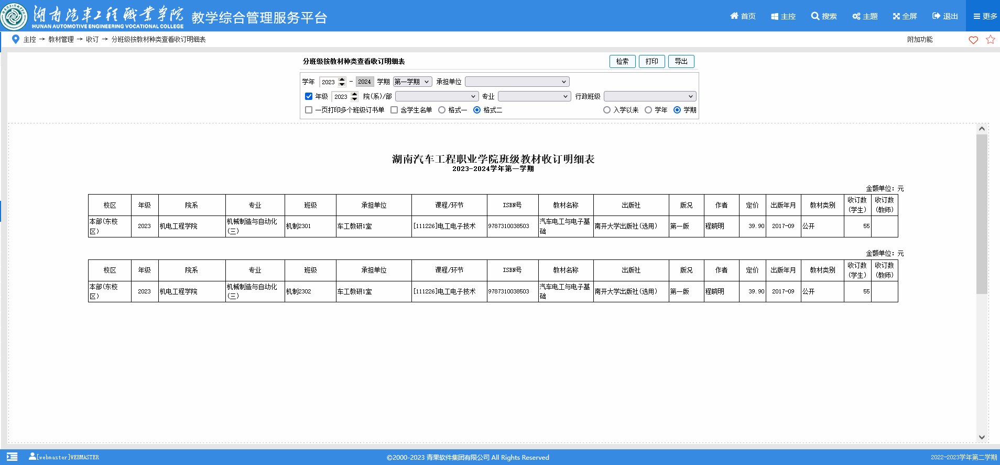 湖南汽车工程職業学院 教学综合管理服务平台
HUNAN AUTOMOTIVE ENGINEERING VOCATIONAL COLLEGE
首页 主控 搜索 主题 全屏 退出 更多
主控 → 教材管理 → 收订 → 分班级按教材种类查看收订明细表 附加功能
分班级按教材种类查看收订明细表 检索 打印 导出
学年 2023 - 2024 学期 第一学期 承担单位
年级 2023 院(系)/部 专业 行政班级
一页打印多个班级订书单 含学生名单 格式一 格式二 入学以来 学年 学期
湖南汽车工程职业学院班级教材收订明细表
2023-2024学年第一学期
金额单位：元
校区 年级 院系 专业 班级 承担单位 课程/环节 ISBN号 教材名称 出版社 版况 作者 定价 出版年月 教材类别 收订数(学生) 收订数(教师)
本部(东校区) 2023 机电工程学院 机械制造与自动化(三) 机制2301 车工教研1室 [111226]电工电子技术 9787310038503 汽车电工与电子基础 南开大学出版社(选用) 第一版 程晓明 39.90 2017-09 公开 55
金额单位：元
校区 年级 院系 专业 班级 承担单位 课程/环节 ISBN号 教材名称 出版社 版况 作者 定价 出版年月 教材类别 收订数(学生) 收订数(教师)
本部(东校区) 2023 机电工程学院 机械制造与自动化(三) 机制2302 车工教研1室 [111226]电工电子技术 9787310038503 汽车电工与电子基础 南开大学出版社(选用) 第一版 程晓明 39.90 2017-09 公开 55
[webmaster]WEBMASTER ©2000-2023 青果软件集团有限公司 All Rights Reserved 2022-2023学年第二学期